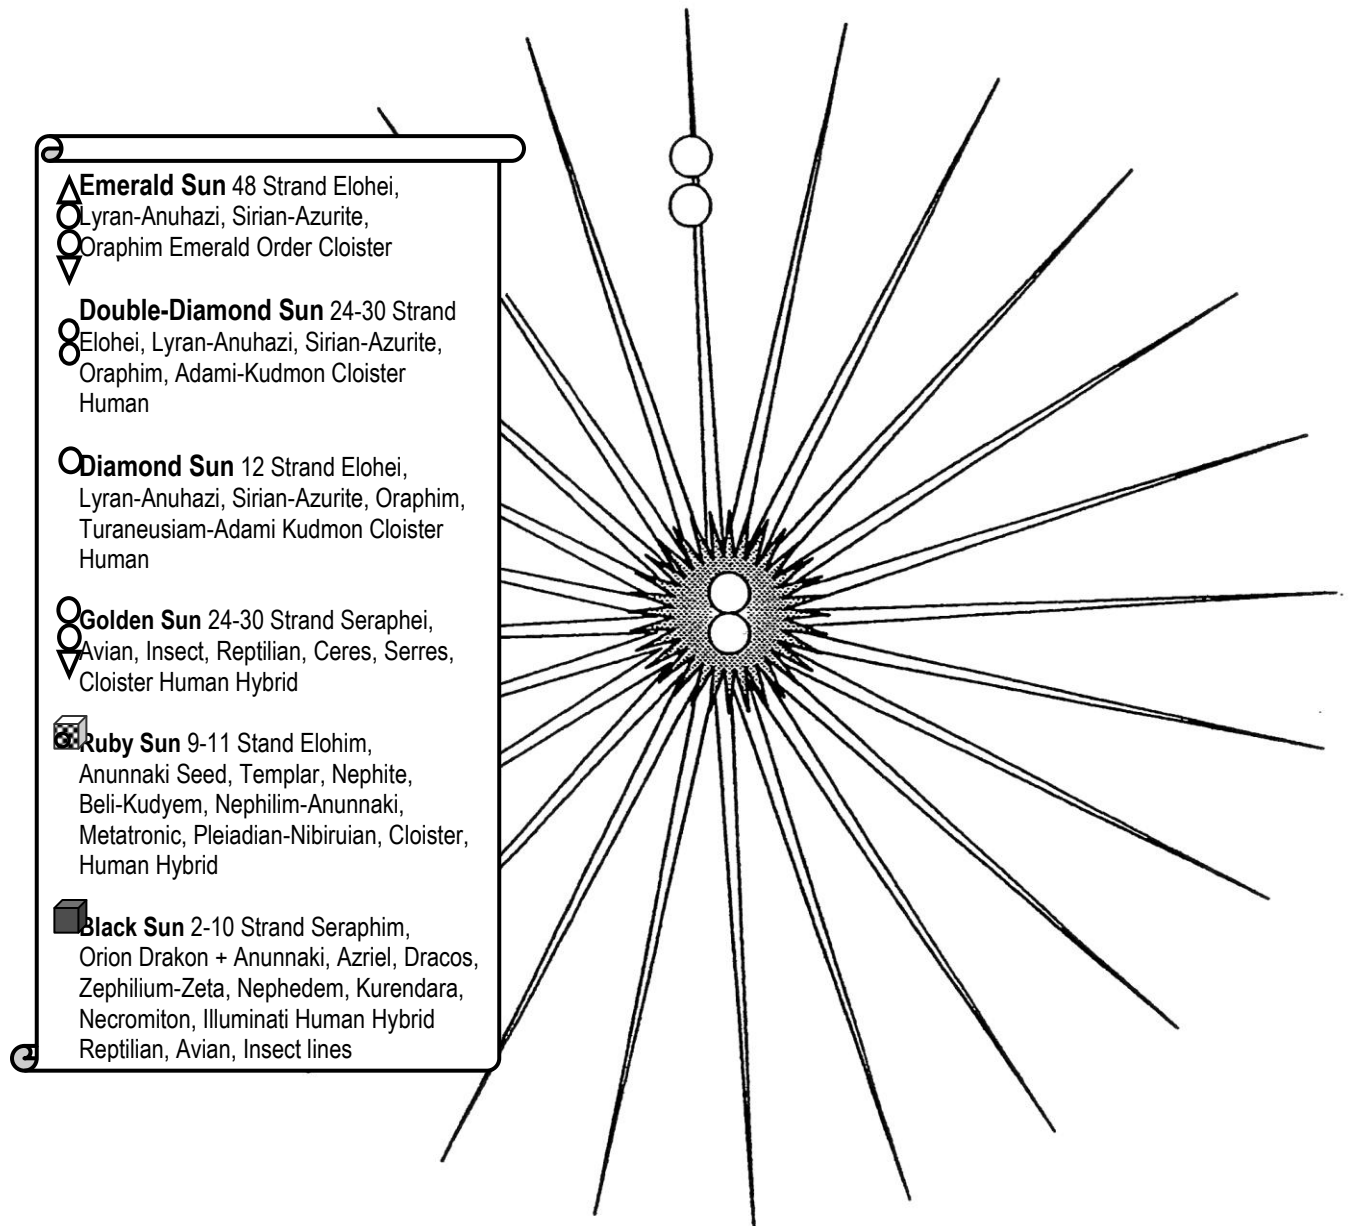 Emerald Sun 48 Strand Elohei,
Lyran-Anuhazi, Sirian-Azurite,
Oraphim Emerald Order Cloister
Double-Diamond Sun 24-30 Strand
Elohei, Lyran-Anuhazi, Sirian-Azurite,
Oraphim, Adami-Kudmon Cloister
Human
Diamond Sun 12 Strand Elohei,
Lyran-Anuhazi, Sirian-Azurite, Oraphim,
Turaneusiam-Adami Kudmon Cloister
Human
Golden Sun 24-30 Strand Seraphei,
Avian, Insect, Reptilian, Ceres, Serres,
Cloister Human Hybrid
Ruby Sun 9-11 Stand Elohim,
Anunnaki Seed, Templar, Nephite,
Beli-Kudyem, Nephilim-Anunnaki,
Metatronic, Pleiadian-Nibiruian, Cloister,
Human Hybrid
Black Sun 2-10 Strand Seraphim,
Orion Drakon + Anunnaki, Azriel, Dracos,
Zephilium-Zeta, Nephedem, Kurendara,
Necromiton, Illuminati Human Hybrid
Reptilian, Avian, Insect lines